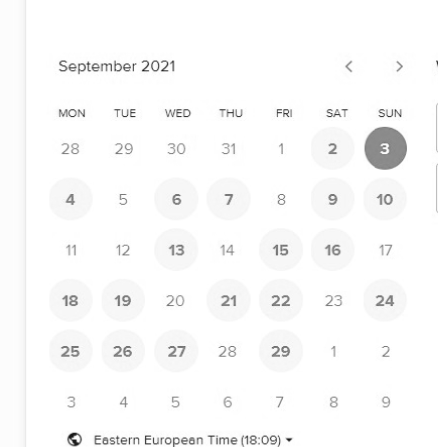 September 2021 < >
MON TUE WED THU FRI SAT SUN
28 29 30 31 1 2 3
4 5 6 7 8 9 10
11 12 13 14 15 16 17
18 19 20 21 22 23 24
25 26 27 28 29 1 2
3 4 5 6 7 8 9
Eastern European Time (18:09)